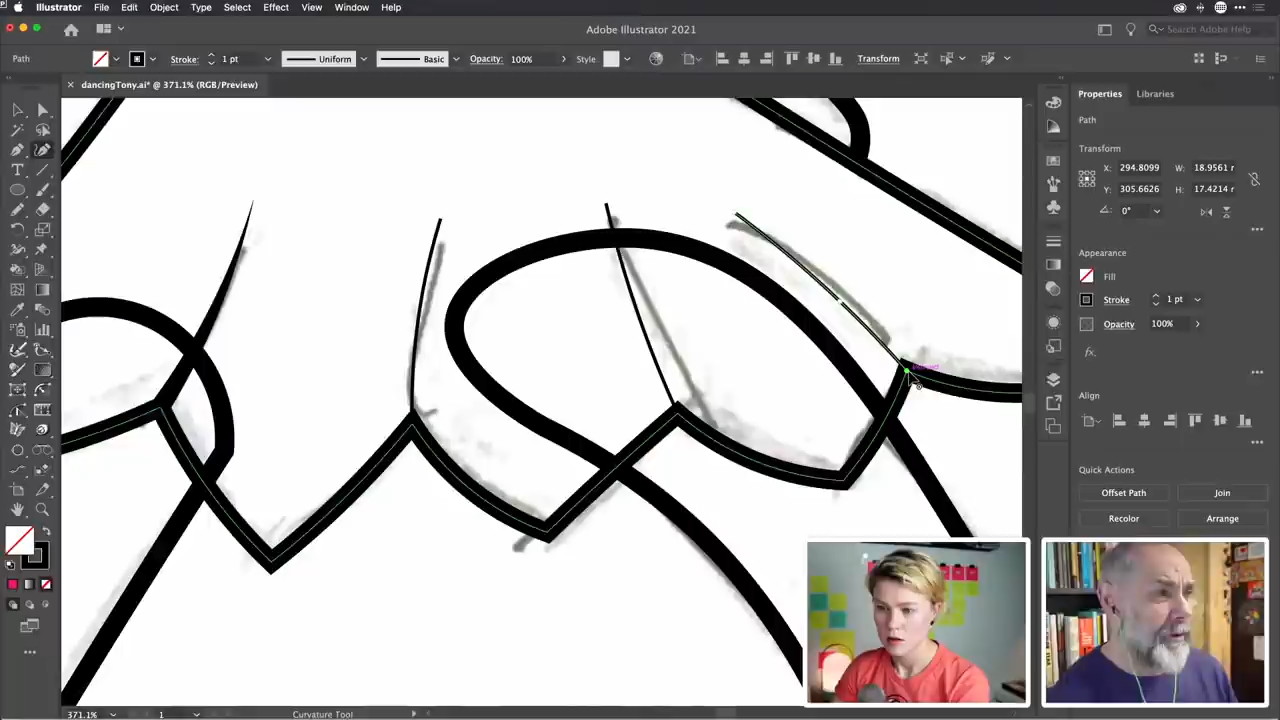 Illustrator File Edit Object Type Select Effect View Window Help
Adobe Illustrator 2021
Search Adobe Help
Path Stroke: 1 pt Uniform Basic Opacity: 100% Style: Transform
dancingTony.ai* @ 371.1% (RGB/Preview)
Properties Libraries
Path
Transform
X: 294.8099 W: 18.9561 r
Y: 305.6626 H: 17.4214 r
0°
Appearance
Fill
Stroke 1 pt
Opacity 100%
fx.
Align
Quick Actions
Offset Path Join
Recolor Arrange
371.1% 1 Curvature Tool